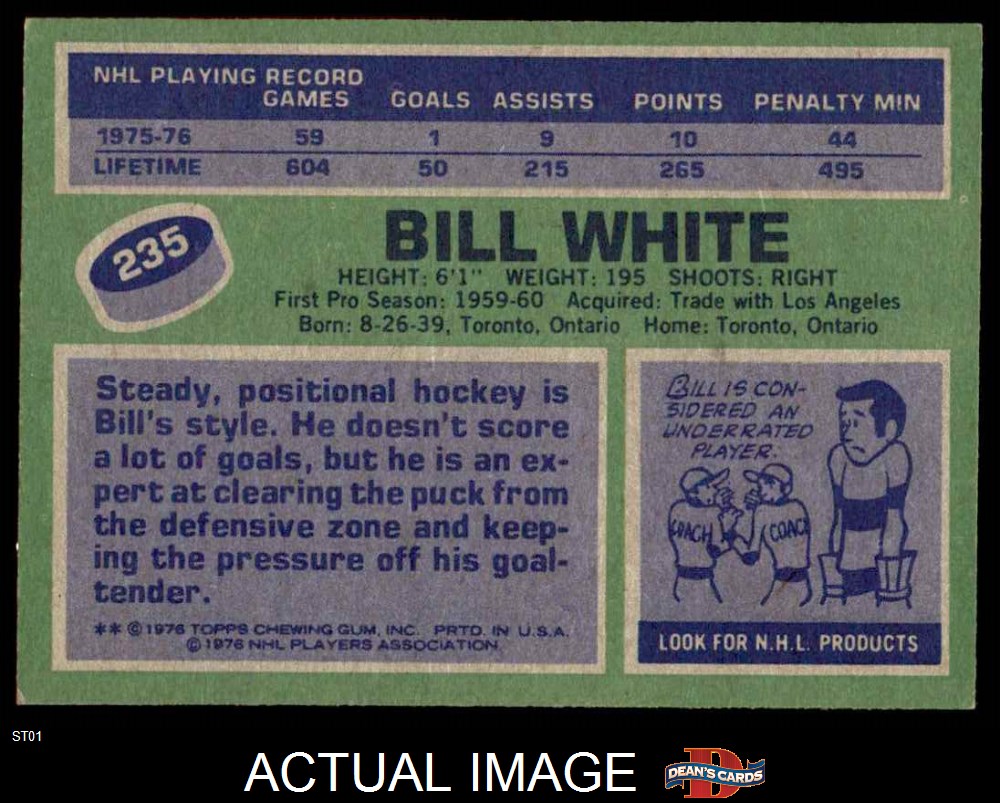 NHL PLAYING RECORD
GAMES GOALS ASSISTS POINTS PENALTY MIN
1975-76 59 1 9 10 44
LIFETIME 604 50 215 265 495
235
BILL WHITE
HEIGHT: 6'1" WEIGHT: 195 SHOOTS: RIGHT
First Pro Season: 1959-60 Acquired: Trade with Los Angeles
Born: 8-26-39, Toronto, Ontario Home: Toronto, Ontario
Steady, positional hockey is
Bill's style. He doesn't score
a lot of goals, but he is an ex-
pert at clearing the puck from
the defensive zone and keep-
ing the pressure off his goal-
tender.
** © 1976 TOPPS CHEWING GUM, INC. PRTD. IN U.S.A.
© 1976 NHL PLAYERS ASSOCIATION.
BILL IS CON-
SIDERED AN
UNDERRATED
PLAYER.
COACH COACH
LOOK FOR N.H.L. PRODUCTS
ST01
ACTUAL IMAGE
D
DEAN'S CARDS